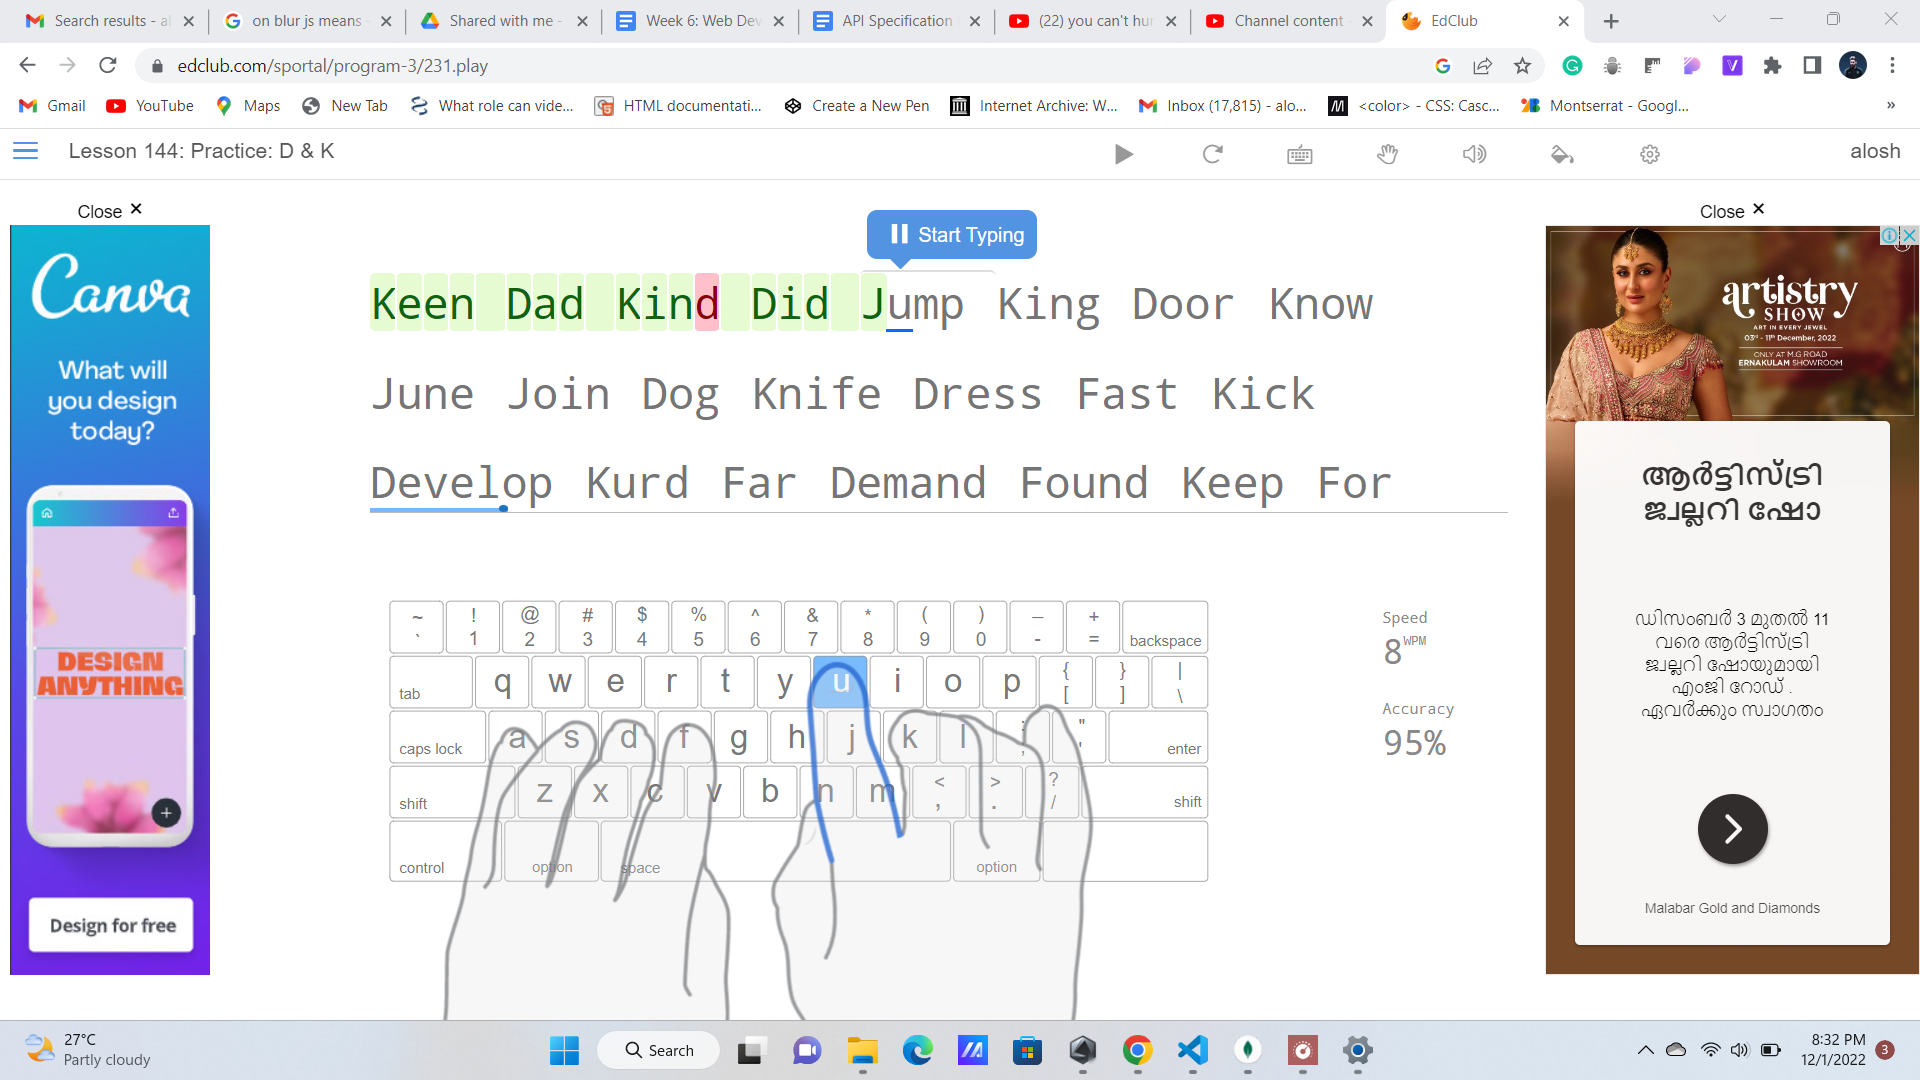 Search results - al
on blur js means -
Shared with me -
Week 6: Web Dev
API Specification
(22) you can't hur
Channel content -
EdClub
edclub.com/sportal/program-3/231.play
Gmail
YouTube
Maps
New Tab
What role can vide...
HTML documentati...
Create a New Pen
Internet Archive: W...
Inbox (17,815) - alo...
<color> - CSS: Casc...
Montserrat - Googl...
»
Lesson 144: Practice: D & K
alosh
Close ×
Close ×
Start Typing
Keen Dad Kind Did Jump King Door Know
June Join Dog Knife Dress Fast Kick
Develop Kurd Far Demand Found Keep For
Canva
What will
you design
today?
DESIGN
ANYTHING
Design for free
~ ! @ # $ % ^ & * ( ) _ +
` 1 2 3 4 5 6 7 8 9 0 - = backspace
tab q w e r t y u i o p { [ } ] | \
caps lock a s d f g h j k l ; : ' " enter
shift z x c v b n m < , > . ? / shift
control option space option
Speed
8 WPM
Accuracy
95%
artistry
SHOW
ART IN EVERY JEWEL
03rd - 11th December, 2022
ONLY AT M.G ROAD
ERNAKULAM SHOWROOM
ആർട്ടിസ്ട്രി
ജ്വല്ലറി ഷോ
ഡിസംബർ 3 മുതൽ 11
വരെ ആർട്ടിസ്ട്രി
ജ്വല്ലറി ഷോയുമായി
എംജി റോഡ് .
ഏവർക്കും സ്വാഗതം
Malabar Gold and Diamonds
27°C
Partly cloudy
Search
8:32 PM
12/1/2022
3